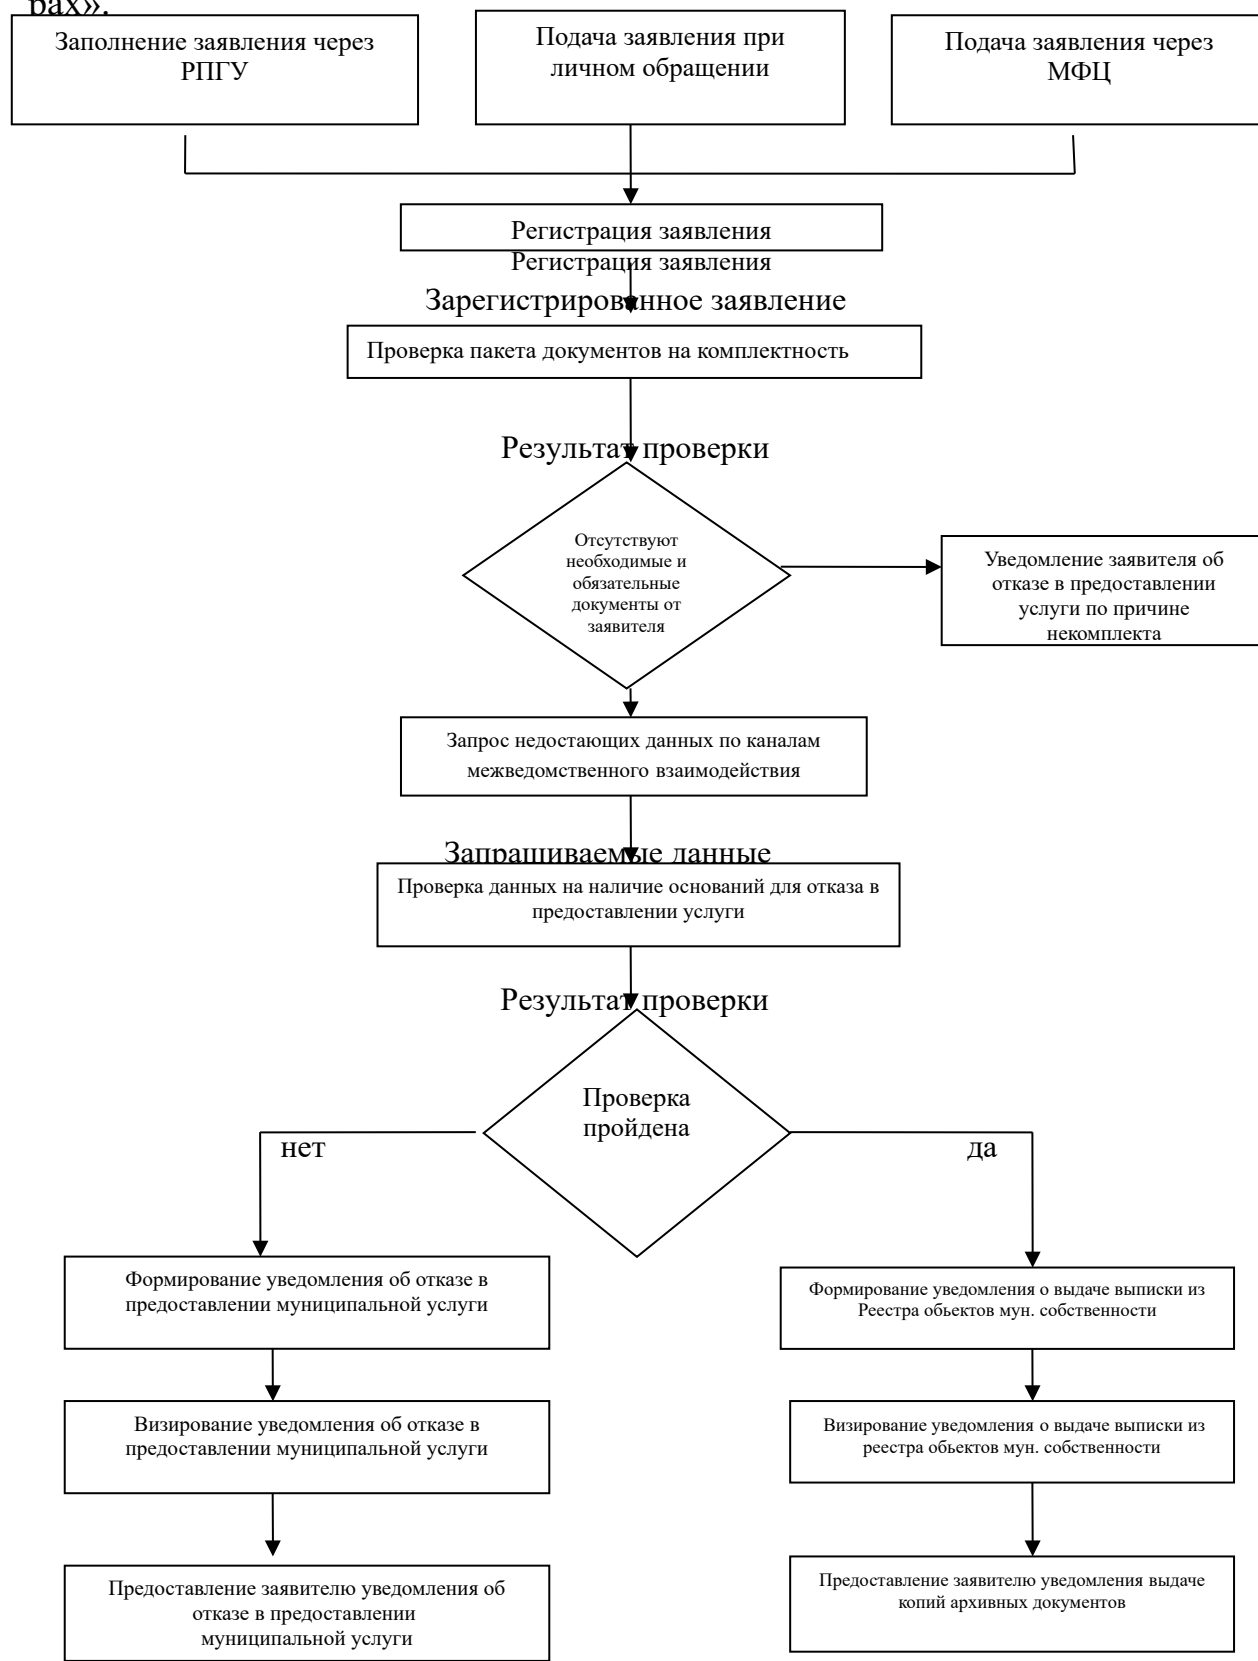 рах».
Заполнение заявления через
РПГУ
Подача заявления при
личном обращении
Подача заявления через
МФЦ
Регистрация заявления
Регистрация заявления
Зарегистрированное заявление
Проверка пакета документов на комплектность
Результат проверки
Отсутствуют
необходимые и
обязательные
документы от
заявителя
Уведомление заявителя об
отказе в предоставлении
услуги по причине
некомплекта
Запрос недостающих данных по каналам
межведомственного взаимодействия
Запрашиваемые данные
Проверка данных на наличие оснований для отказа в
предоставлении услуги
Результат проверки
Проверка
пройдена
нет
да
Формирование уведомления об отказе в
предоставлении муниципальной услуги
Формирование уведомления о выдаче выписки из
Реестра обьектов мун. собственности
Визирование уведомления об отказе в
предоставлении муниципальной услуги
Визирование уведомления о выдаче выписки из
реестра обьектов мун. собственности
Предоставление заявителю уведомления об
отказе в предоставлении
муниципальной услуги
Предоставление заявителю уведомления выдаче
копий архивных документов